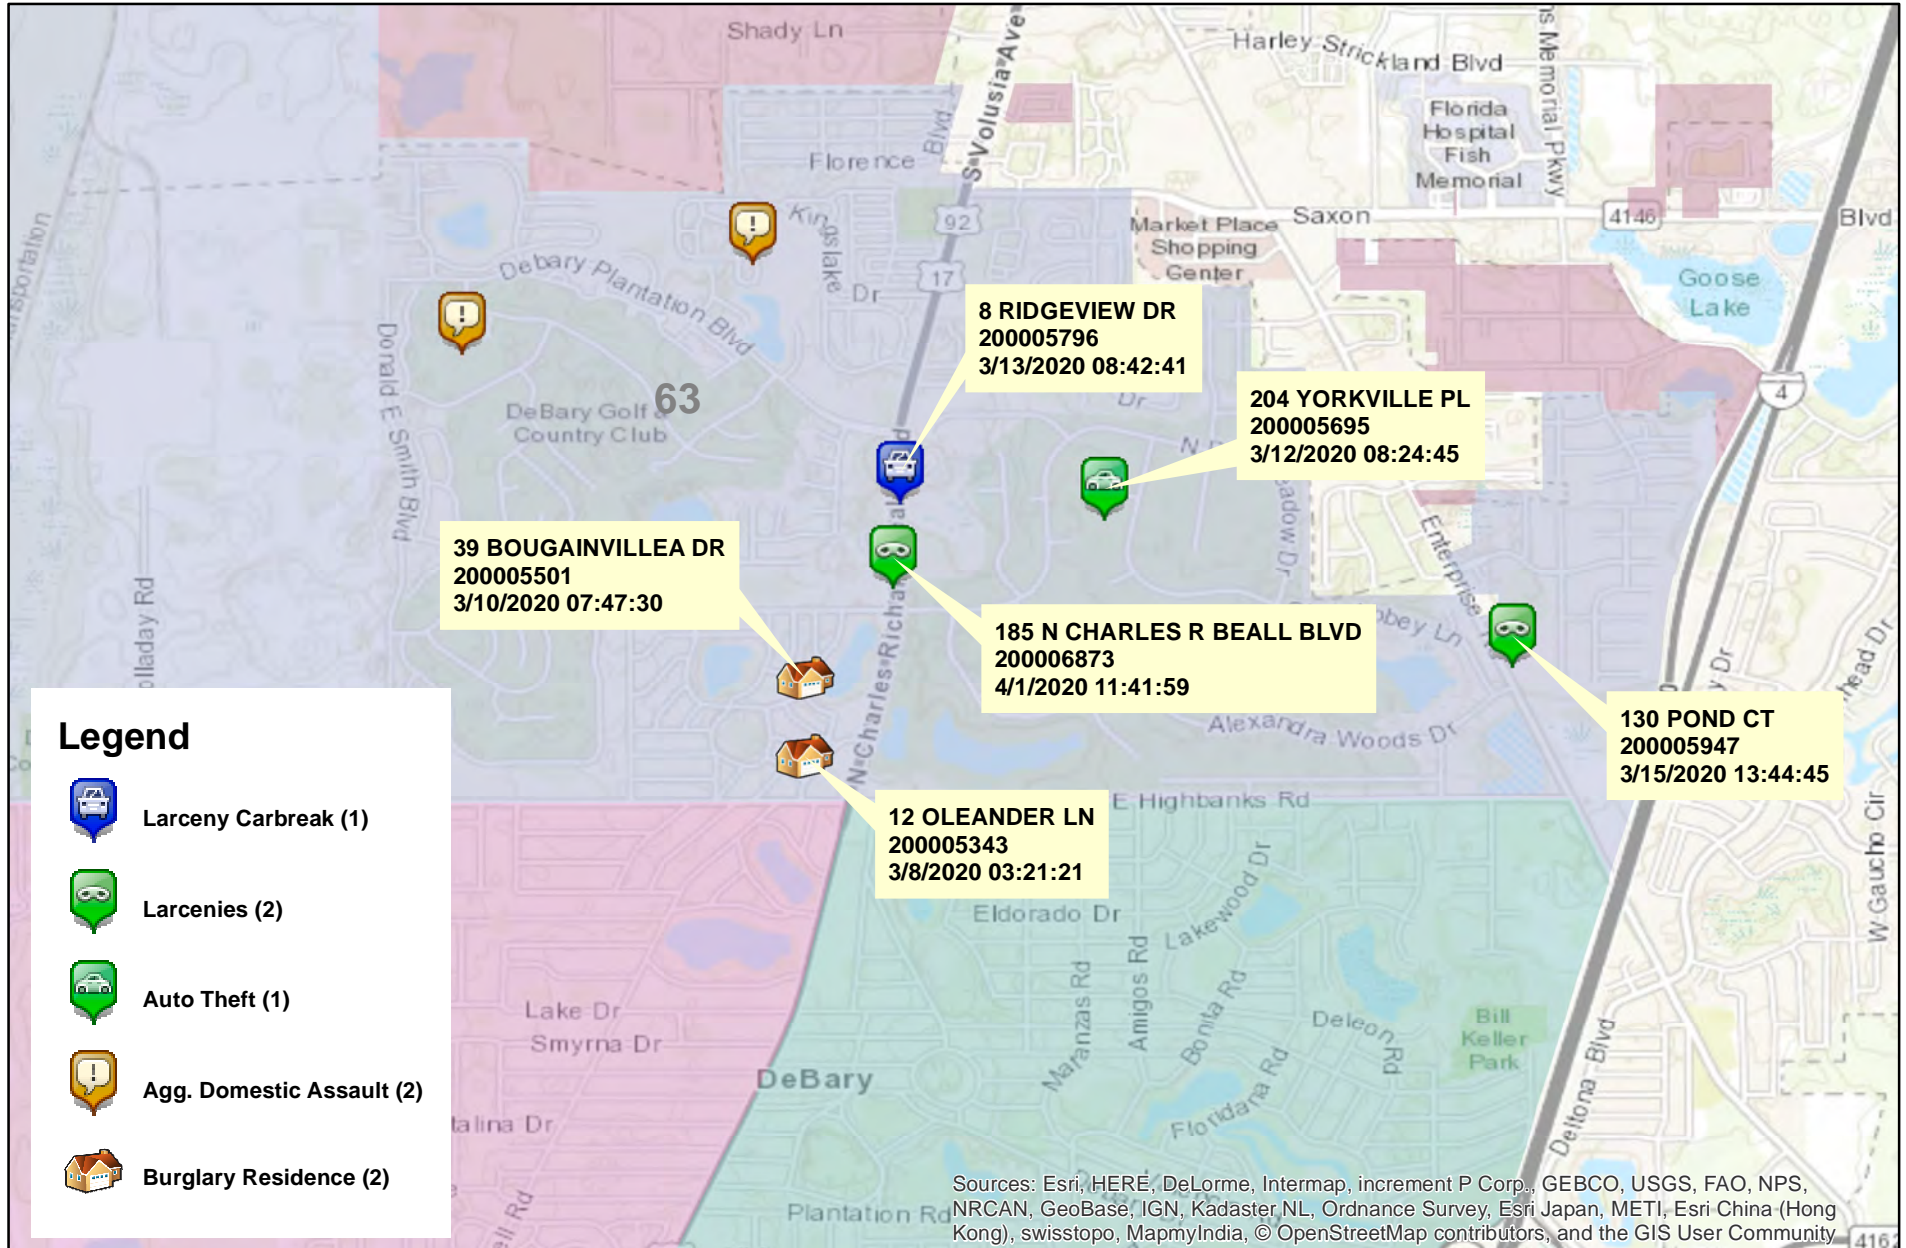 Shady Ln
S Volusia Ave
Harley Strickland Blvd
Memorial Pkwy
Florida
Hospital
Fish
Memorial
Florence
Blvd
Kingslake
Dr
92
17
Market Place
Shopping
Center
Saxon
4146
Blvd
Goose
Lake
4
Debary Plantation Blvd
Donald E Smith Blvd
DeBary Golf &
Country Club
63
8 RIDGEVIEW DR
200005796
3/13/2020 08:42:41
Dr
204 YORKVILLE PL
200005695
3/12/2020 08:24:45
39 BOUGAINVILLEA DR
200005501
3/10/2020 07:47:30
185 N CHARLES R BEALL BLVD
200006873
4/1/2020 11:41:59
130 POND CT
200005947
3/15/2020 13:44:45
12 OLEANDER LN
200005343
3/8/2020 03:21:21
Enterprise
Alexandra Woods Dr
E Highbanks Rd
N Charles Richa
W Gaucho Cir
Legend
Larceny Carbreak (1)
Larcenies (2)
Auto Theft (1)
Agg. Domestic Assault (2)
Burglary Residence (2)
Eldorado Dr
Lakewood Dr
Maranzas Rd
Amigos Rd
Bonita Rd
Deleon Rd
Floridana Rd
Bill
Keller
Park
Deltona Blvd
Lake Dr
Smyrna Dr
DeBary
Plantation Rd
4162
Sources: Esri, HERE, DeLorme, Intermap, increment P Corp., GEBCO, USGS, FAO, NPS,
NRCAN, GeoBase, IGN, Kadaster NL, Ordnance Survey, Esri Japan, METI, Esri China (Hong
Kong), swisstopo, MapmyIndia, © OpenStreetMap contributors, and the GIS User Community